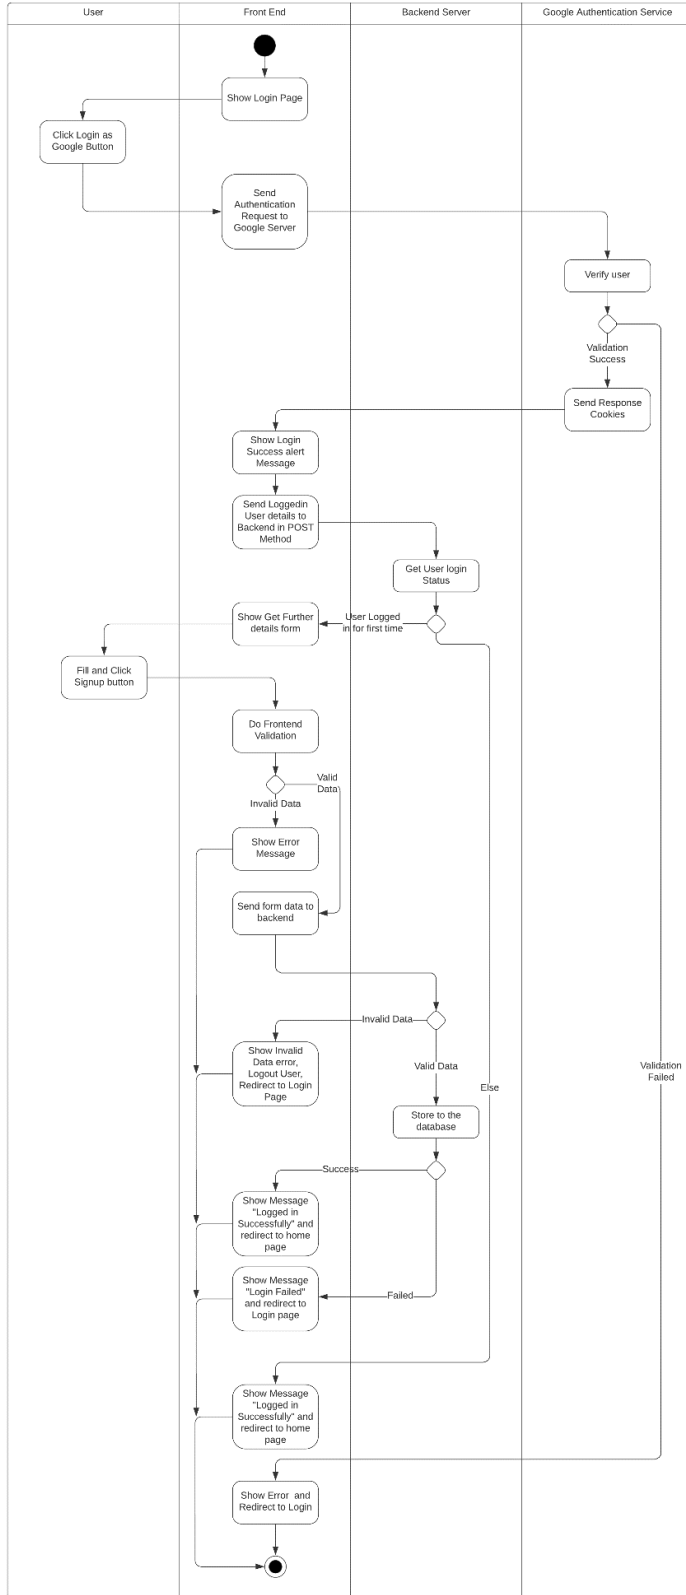 User
Front End
Backend Server
Google Authentication Service
Show Login Page
Click Login as
Google Button
Send
Authentication
Request to
Google Server
Verify user
Validation
Success
Send Response
Cookies
Show Login
Success alert
Message
Send Loggedin
User details to
Backend in POST
Method
Get User login
Status
User Logged
in for first time
Show Get Further
details form
Fill and Click
Signup button
Do Frontend
Validation
Valid
Data
Invalid Data
Show Error
Message
Send form data to
backend
Invalid Data
Show Invalid
Data error,
Logout User,
Redirect to Login
Page
Valid Data
Validation
Failed
Else
Store to the
database
Success
Show Message
"Logged in
Successfully" and
redirect to home
page
Show Message
"Login Failed"
and redirect to
Login page
Failed
Show Message
"Logged in
Successfully" and
redirect to home
page
Show Error and
Redirect to Login